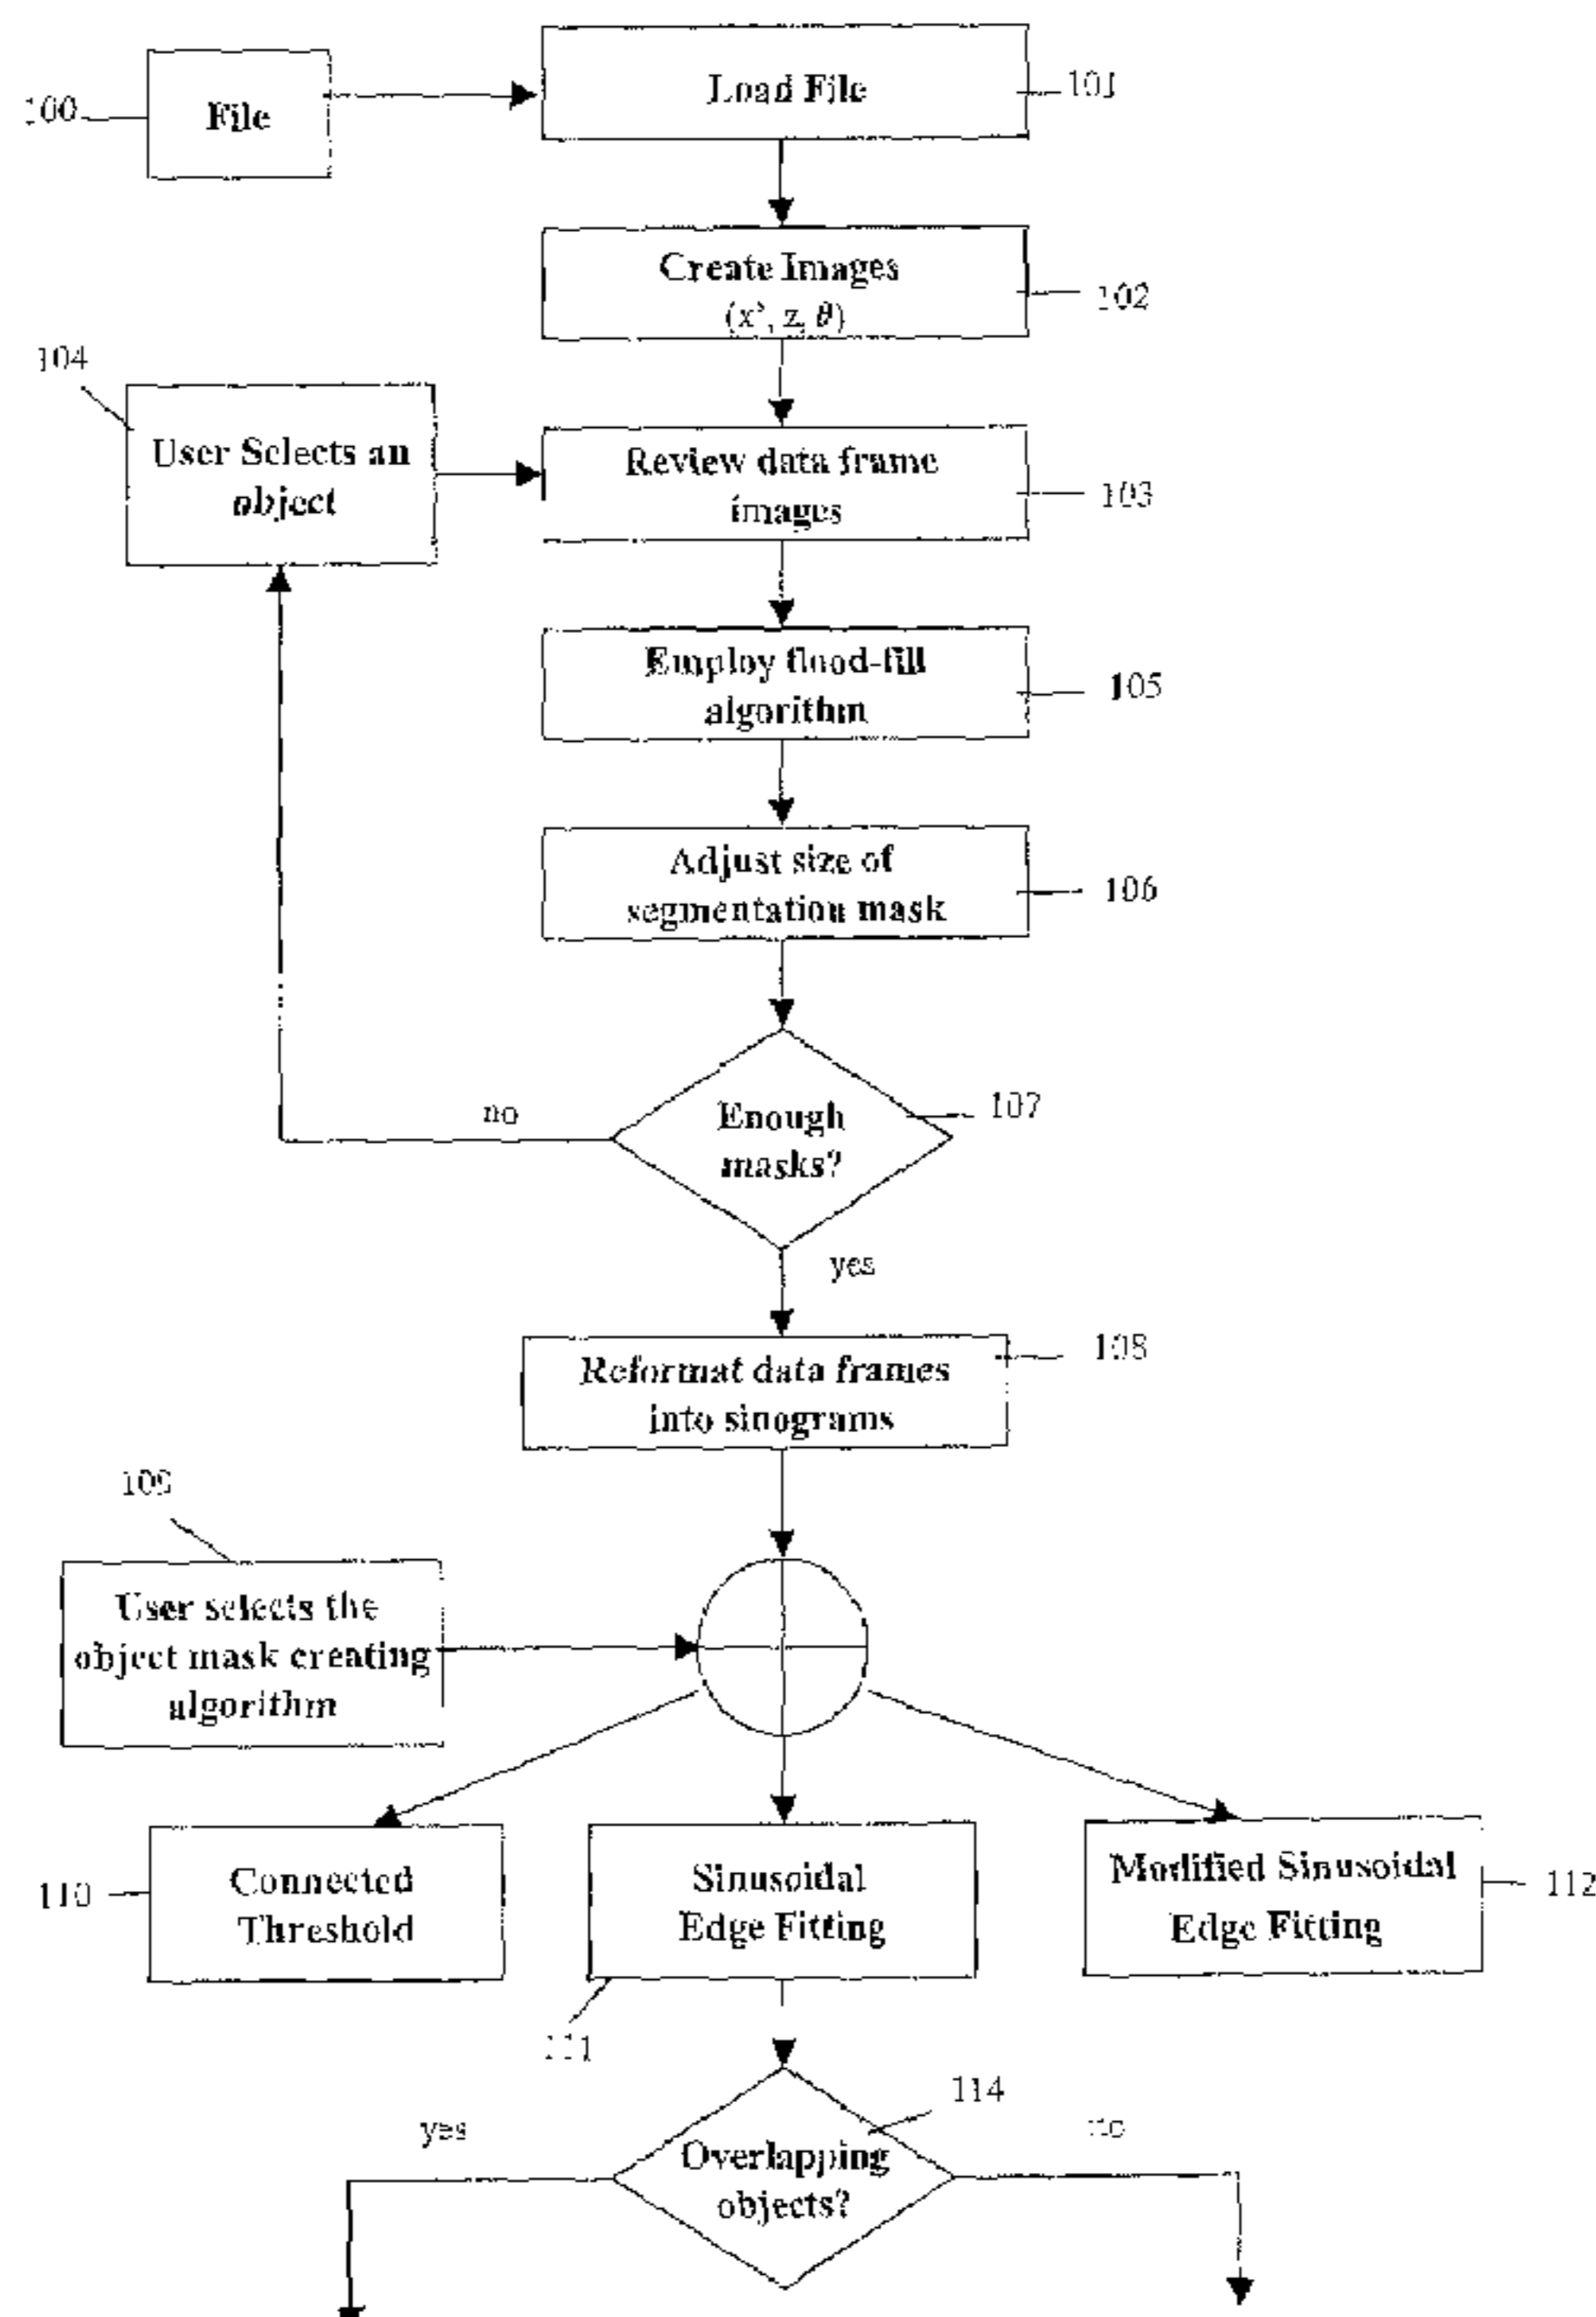 File
100
Load File
101
Create Images
(x’, z, θ)
102
104
User Selects an
object
Review data frame
images
103
Employ flood-fill
algorithm
105
Adjust size of
segmentation mask
106
Enough
masks?
107
no
yes
Reformat data frames
into sinograms
108
109
User selects the
object mask creating
algorithm
110
Connected
Threshold
Sinusoidal
Edge Fitting
111
Modified Sinusoidal
Edge Fitting
112
114
Overlapping
objects?
yes
no